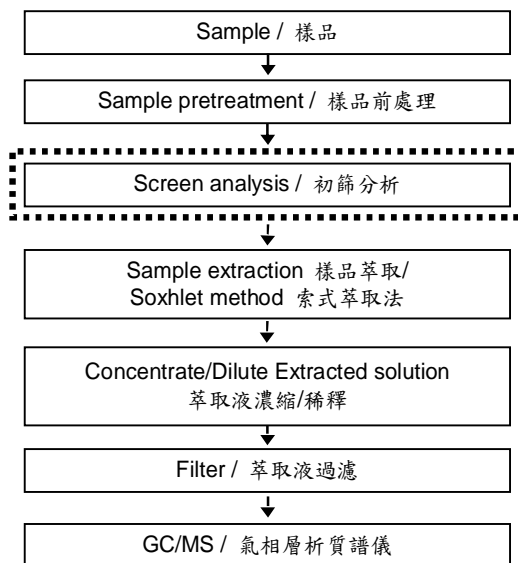 Sample / 樣品
Sample pretreatment / 樣品前處理
Screen analysis / 初篩分析
Sample extraction 樣品萃取/
Soxhlet method 索式萃取法
Concentrate/Dilute Extracted solution
萃取液濃縮/稀釋
Filter / 萃取液過濾
GC/MS / 氣相層析質譜儀